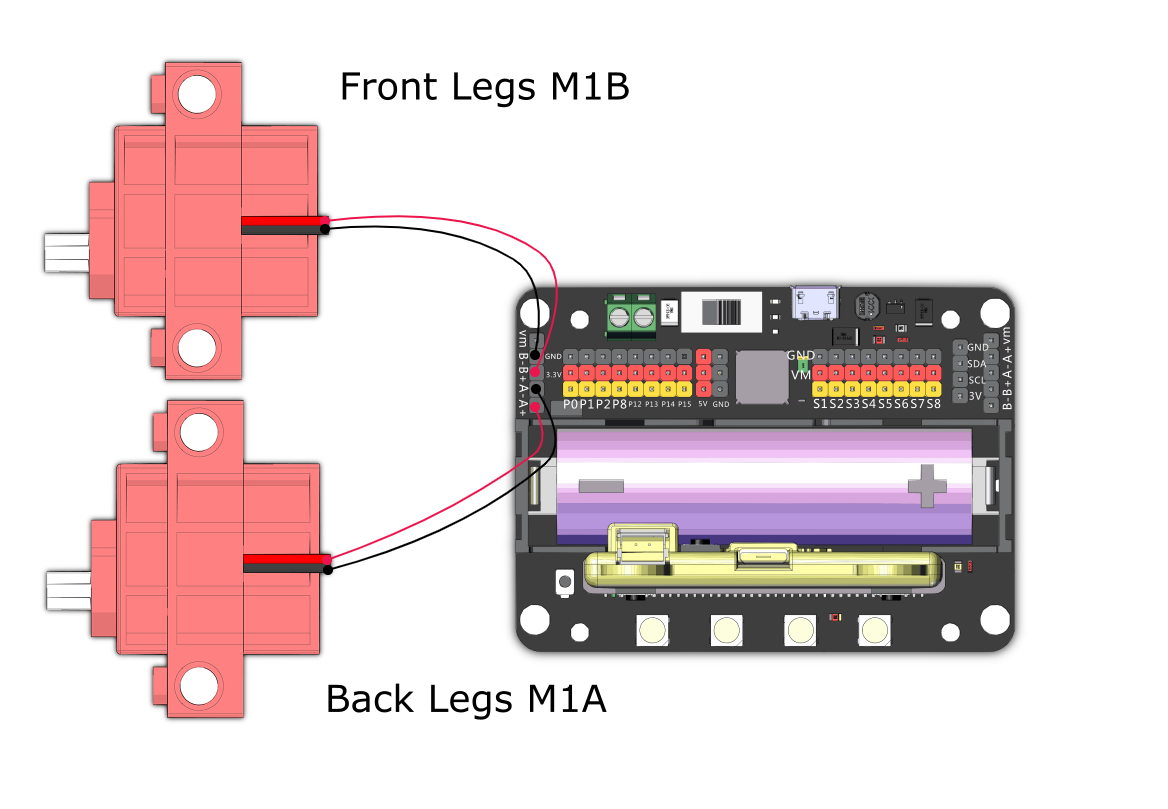 Front Legs M1B
vm B- B+ A- A+
GND
3.3V
P0 P1 P2 P8 P12 P13 P14 P15 5V GND
GND
VM
S1 S2 S3 S4 S5 S6 S7 S8
GND
SDA
SCL
3V
B- B+ A- A+ vm
Back Legs M1A